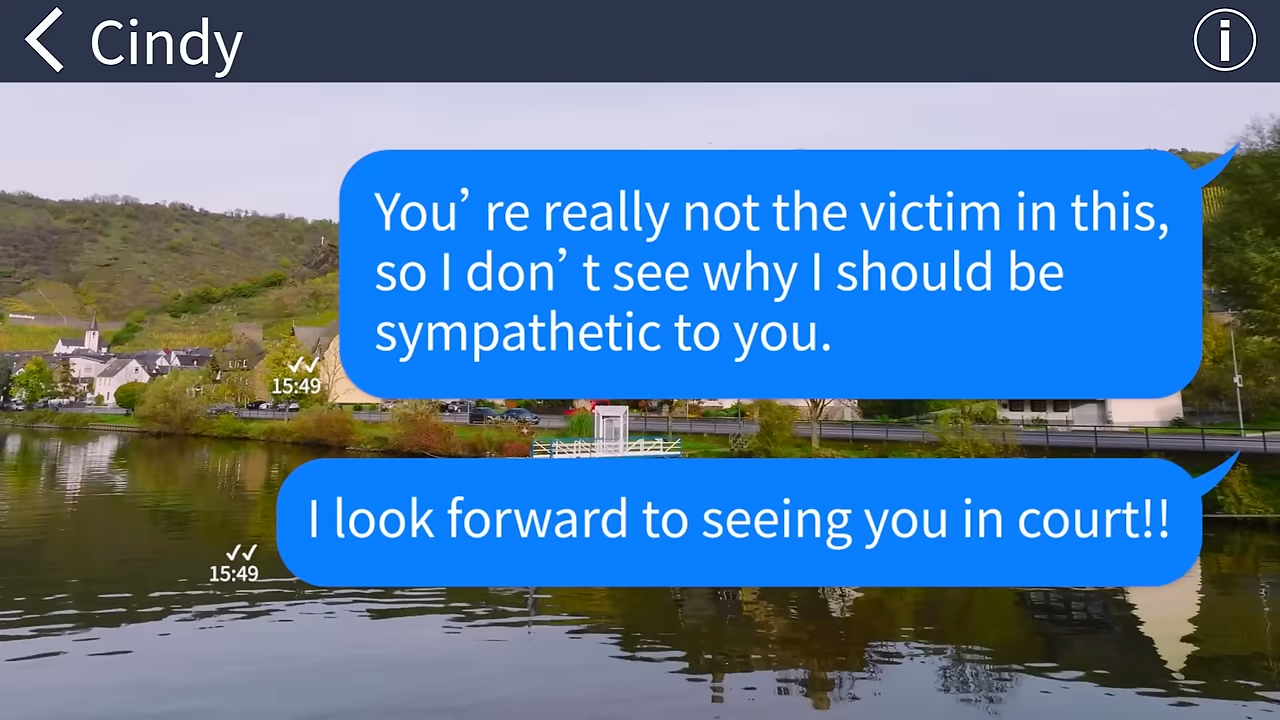 Cindy
You’ re really not the victim in this,
so I don’ t see why I should be
sympathetic to you.
15:49
I look forward to seeing you in court!!
15:49